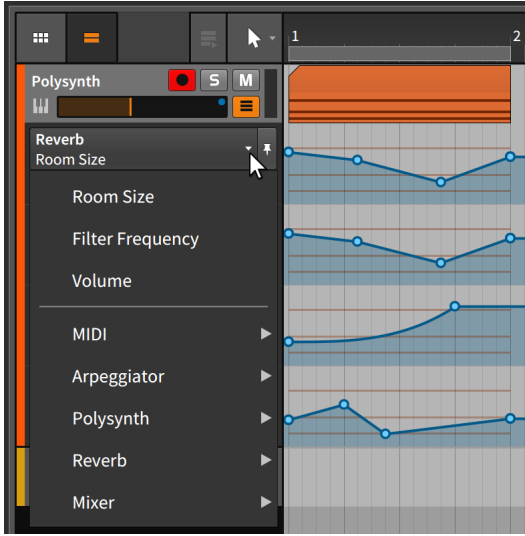 1
2
Polysynth
S
M
Reverb
Room Size
Room Size
Filter Frequency
Volume
MIDI
Arpeggiator
Polysynth
Reverb
Mixer